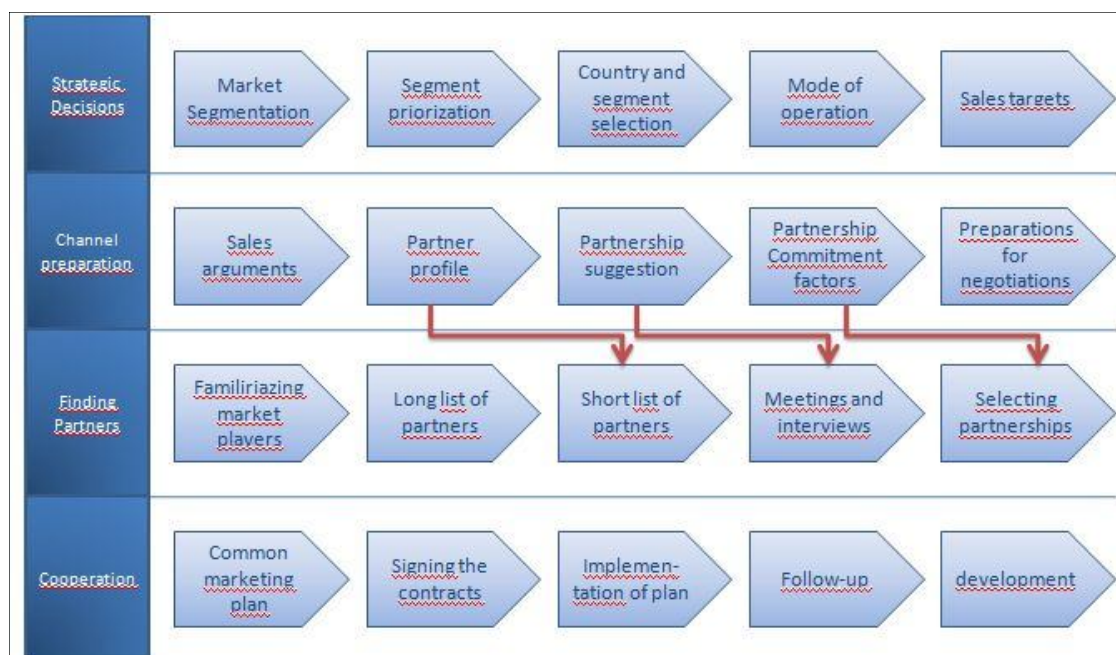 Strategic
Decisions
Market
Segmentation
Segment
priorization
Country and
segment
selection
Mode of
operation
Sales targets
Channel
preparation
Sales
arguments
Partner
profile
Partnership
suggestion
Partnership
Commitment
factors
Preparations
for
negotiations
Finding
Partners
Familiriazing
market
players
Long list of
partners
Short list of
partners
Meetings and
interviews
Selecting
partnerships
Cooperation
Common
marketing
plan
Signing the
contracts
Implemen-
tation of plan
Follow-up
development